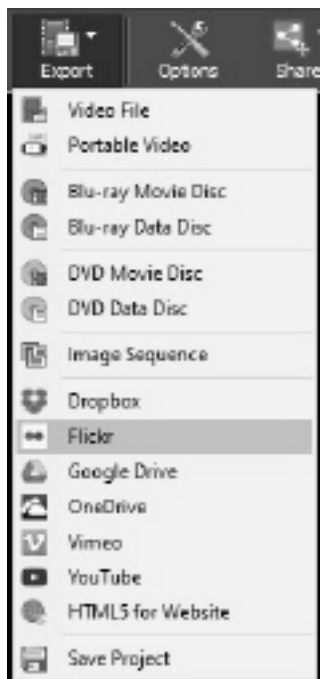 Export Options Share
Video File
Portable Video
Blu-ray Movie Disc
Blu-ray Data Disc
DVD Movie Disc
DVD Data Disc
Image Sequence
Dropbox
Flickr
Google Drive
OneDrive
Vimeo
YouTube
HTML5 for Website
Save Project